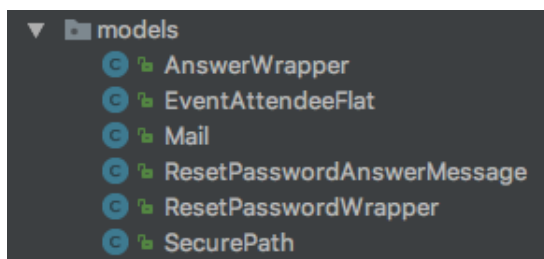 models
C AnswerWrapper
C EventAttendeeFlat
C Mail
C ResetPasswordAnswerMessage
C ResetPasswordWrapper
C SecurePath